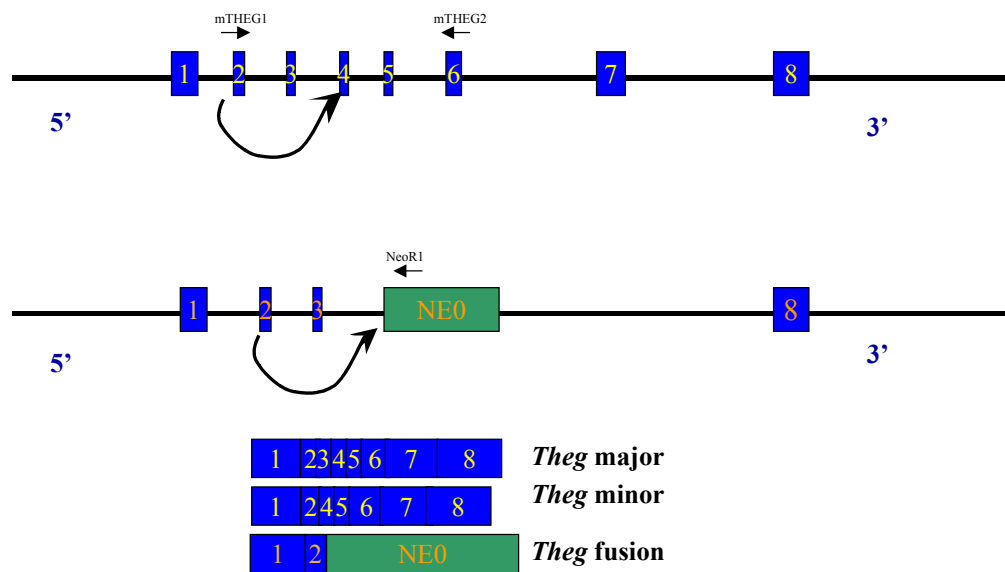 mTHEG1 mTHEG2
1 2 3 4 5 6 7 8
5’ 3’
NeoR1
1 2 3 NE0 8
5’ 3’
1 2 3 4 5 6 7 8 Theg major
1 2 4 5 6 7 8 Theg minor
1 2 NE0 Theg fusion